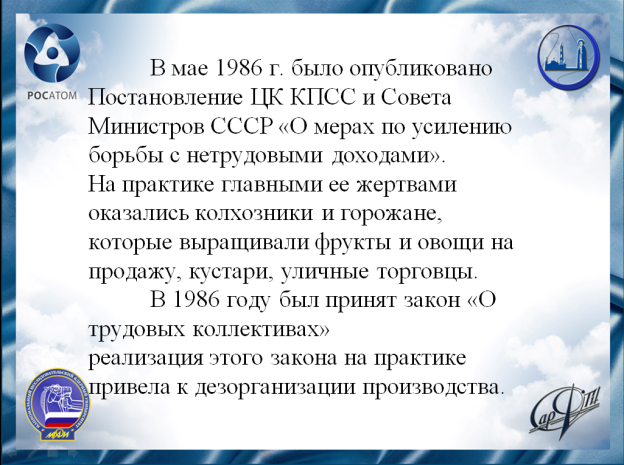 РОСАТОМ
В мае 1986 г. было опубликовано
Постановление ЦК КПСС и Совета
Министров СССР «О мерах по усилению
борьбы с нетрудовыми доходами».
На практике главными ее жертвами
оказались колхозники и горожане,
которые выращивали фрукты и овощи на
продажу, кустари, уличные торговцы.
В 1986 году был принят закон «О
трудовых коллективах»
реализация этого закона на практике
привела к дезорганизации производства.
МИФИ
СарФТИ